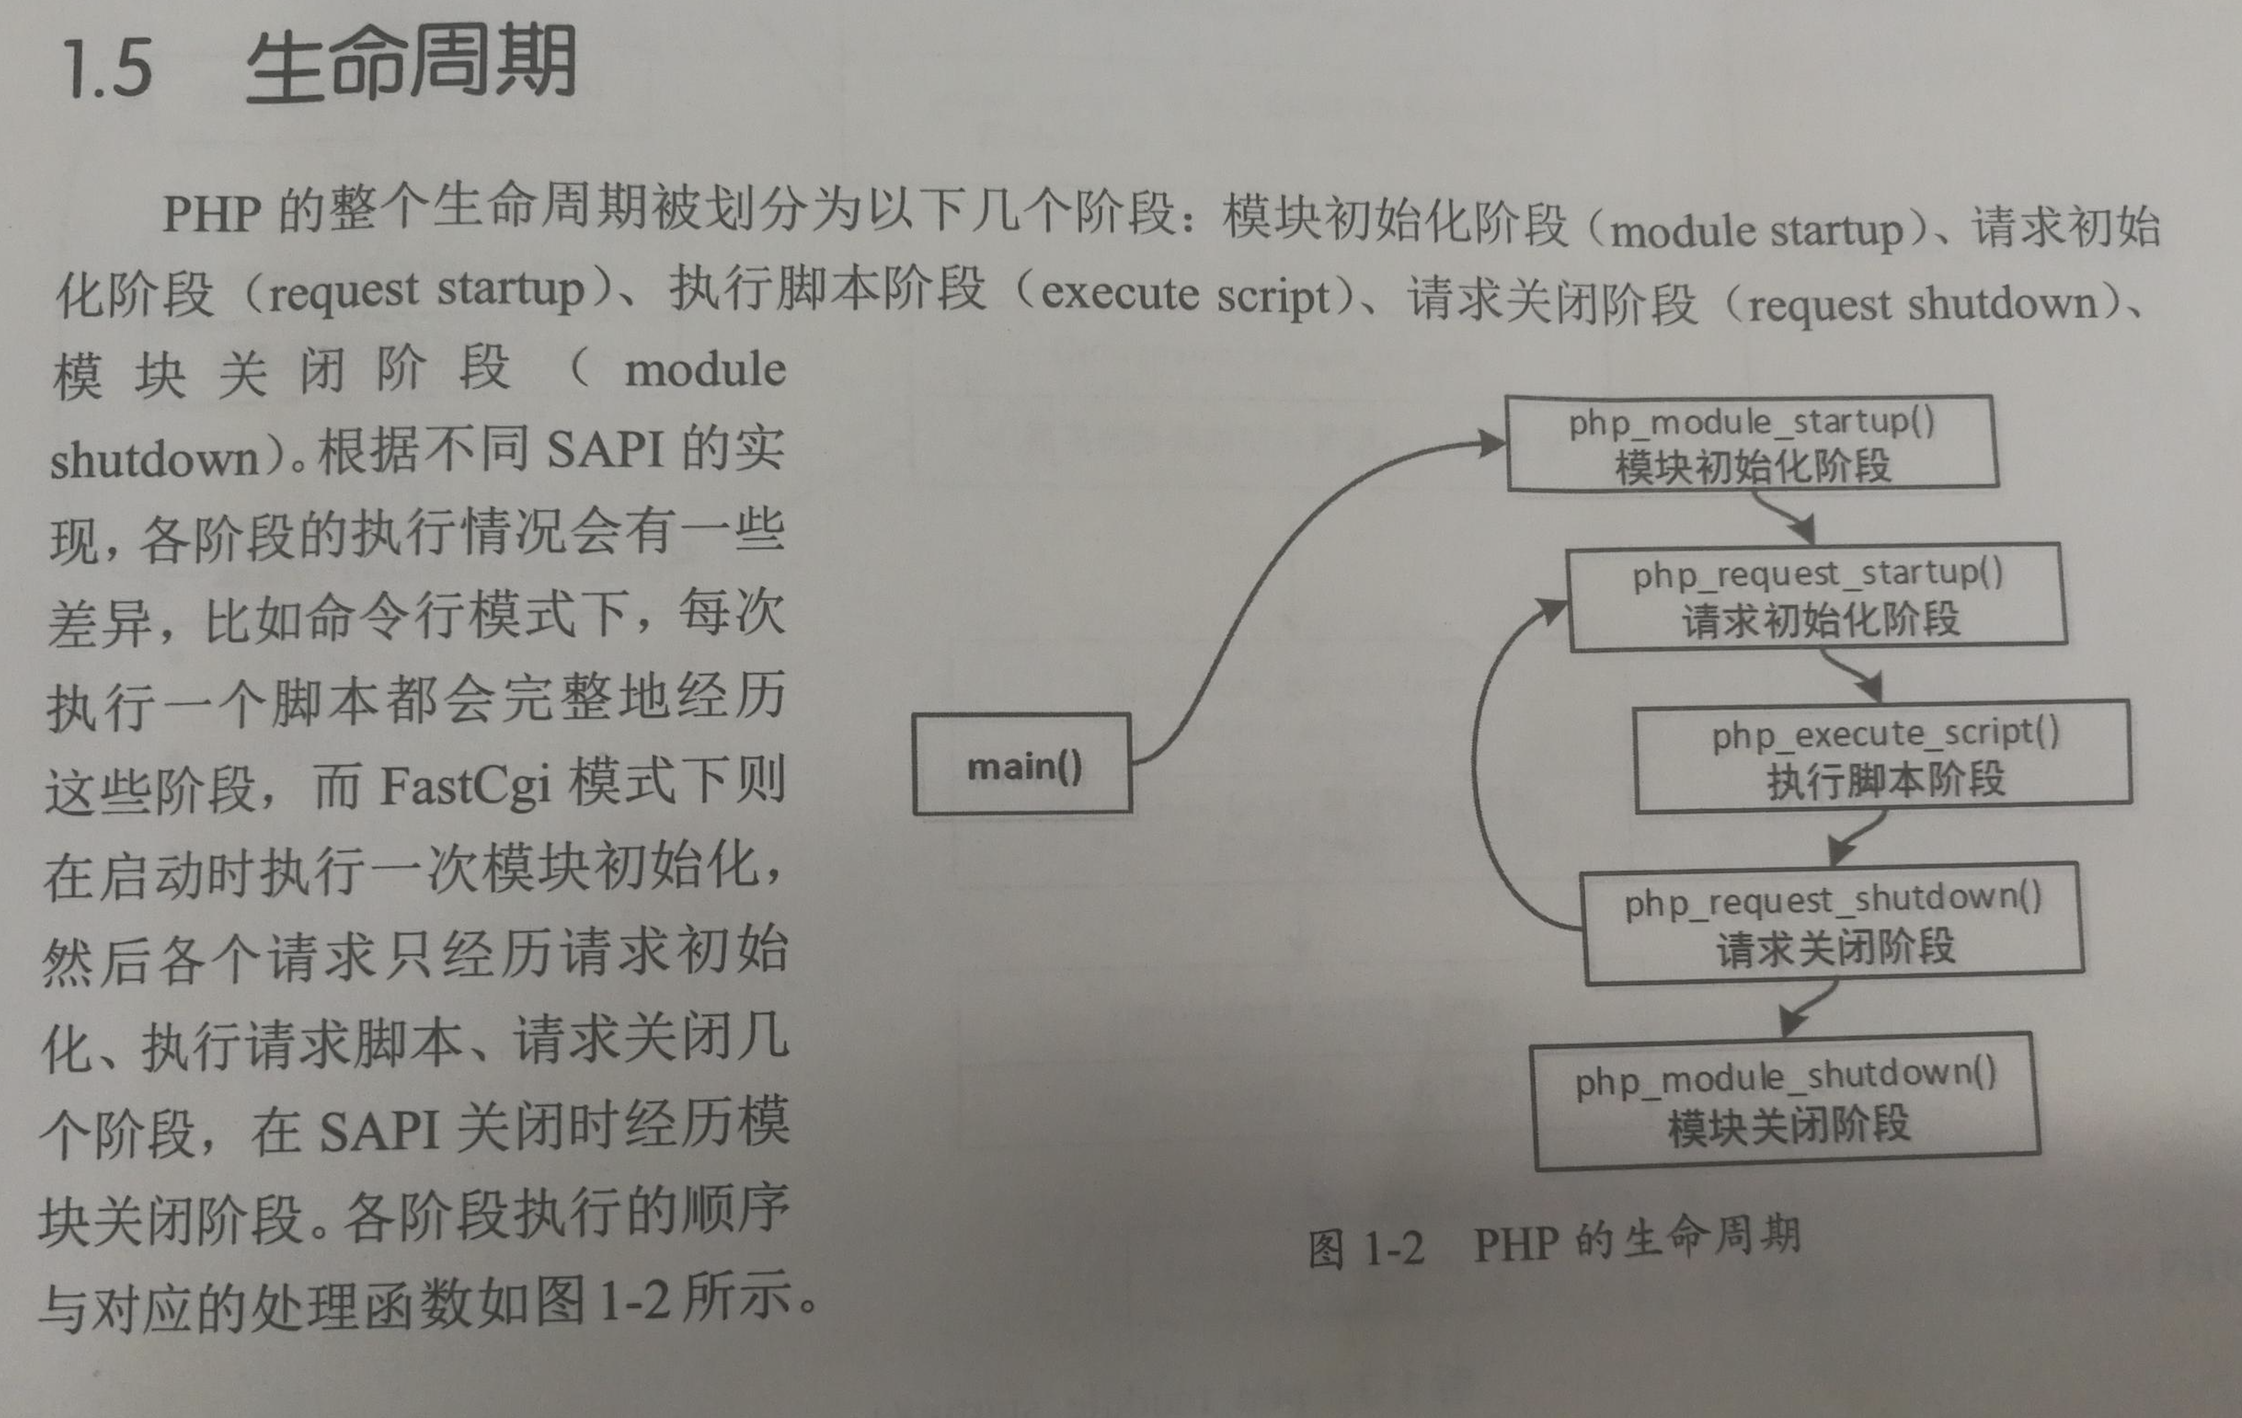 1.5 生命周期
PHP 的整个生命周期被划分为以下几个阶段：模块初始化阶段（module startup）、请求初始
化阶段（request startup）、执行脚本阶段（execute script）、请求关闭阶段（request shutdown）、
模块关闭阶段（module
shutdown）。根据不同 SAPI 的实
现，各阶段的执行情况会有一些
差异，比如命令行模式下，每次
执行一个脚本都会完整地经历
这些阶段，而 FastCgi 模式下则
在启动时执行一次模块初始化，
然后各个请求只经历请求初始
化、执行请求脚本、请求关闭几
个阶段，在 SAPI 关闭时经历模
块关闭阶段。各阶段执行的顺序
与对应的处理函数如图 1-2 所示。
main()
php_module_startup()
模块初始化阶段
php_request_startup()
请求初始化阶段
php_execute_script()
执行脚本阶段
php_request_shutdown()
请求关闭阶段
php_module_shutdown()
模块关闭阶段
图 1-2 PHP 的生命周期